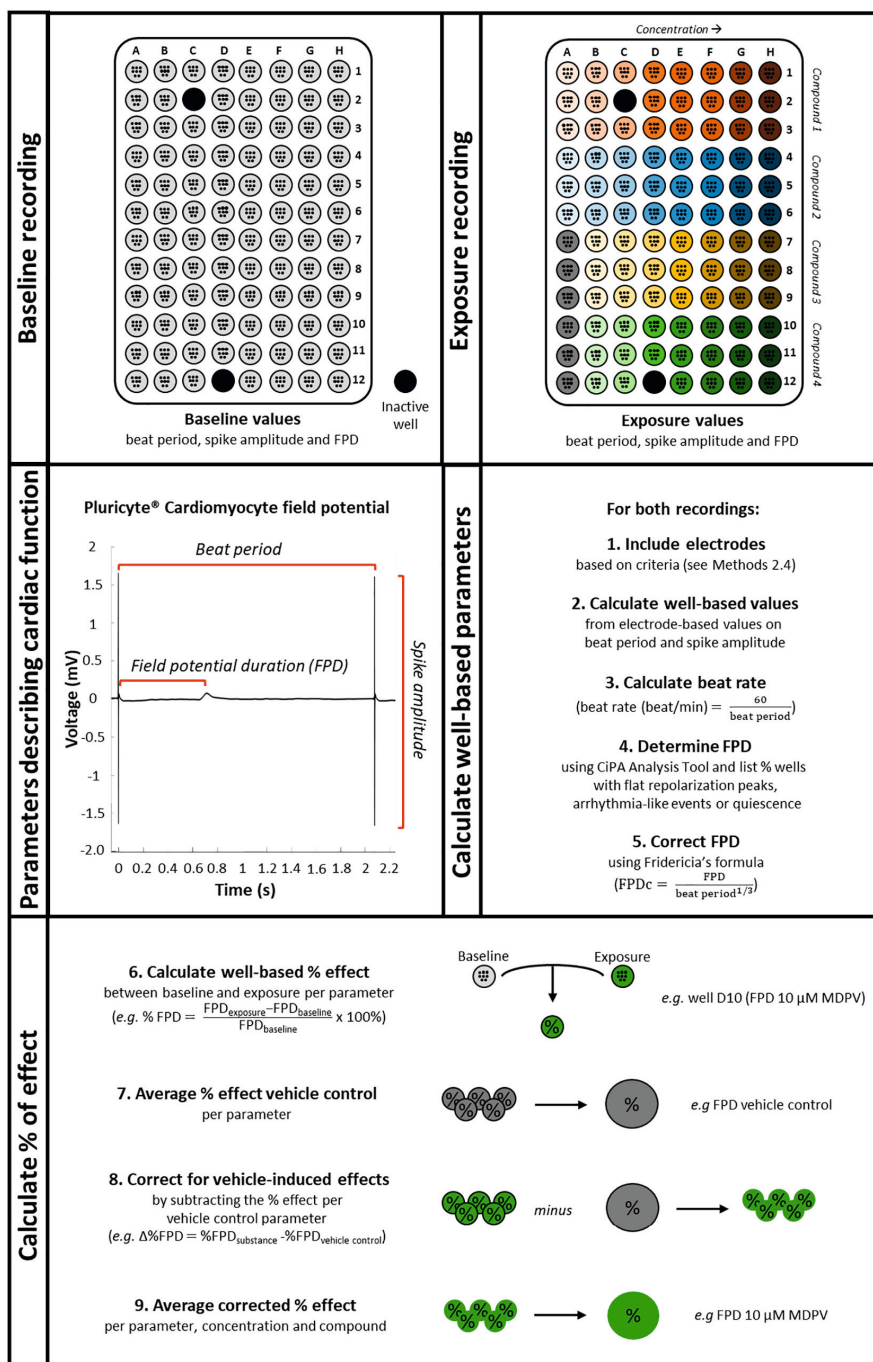 Baseline recording
A B C D E F G H
1
2
3
4
5
6
7
8
9
10
11
12
Baseline values
beat period, spike amplitude and FPD
Inactive
well
Exposure recording
Concentration →
A B C D E F G H
1
2
3
4
5
6
7
8
9
10
11
12
Compound 1
Compound 2
Compound 3
Compound 4
Exposure values
beat period, spike amplitude and FPD
Parameters describing cardiac function
Pluricyte® Cardiomyocyte field potential
Beat period
Field potential duration (FPD)
Spike amplitude
Voltage (mV)
2
1.5
1
0.5
0
-0.5
-1
-1.5
-2.0
0 0.2 0.4 0.6 0.8 1 1.2 1.4 1.6 1.8 2 2.2
Time (s)
Calculate well-based parameters
For both recordings:
1. Include electrodes
based on criteria (see Methods 2.4)
2. Calculate well-based values
from electrode-based values on
beat period and spike amplitude
3. Calculate beat rate
(beat rate (beat/min) = 60 / beat period)
4. Determine FPD
using CiPA Analysis Tool and list % wells
with flat repolarization peaks,
arrhythmia-like events or quiescence
5. Correct FPD
using Fridericia's formula
(FPDc = FPD / beat period^1/3)
Calculate % of effect
6. Calculate well-based % effect
between baseline and exposure per parameter
(e.g. % FPD = FPDexposure−FPDbaseline / FPDbaseline x 100%)
Baseline
Exposure
%
e.g. well D10 (FPD 10 µM MDPV)
7. Average % effect vehicle control
per parameter
% % % % %
%
e.g FPD vehicle control
8. Correct for vehicle-induced effects
by subtracting the % effect per
vehicle control parameter
(e.g. Δ%FPD = %FPDsubstance -%FPDvehicle control)
% % % % %
minus
%
% % % % %
9. Average corrected % effect
per parameter, concentration and compound
% % % % %
%
e.g FPD 10 µM MDPV